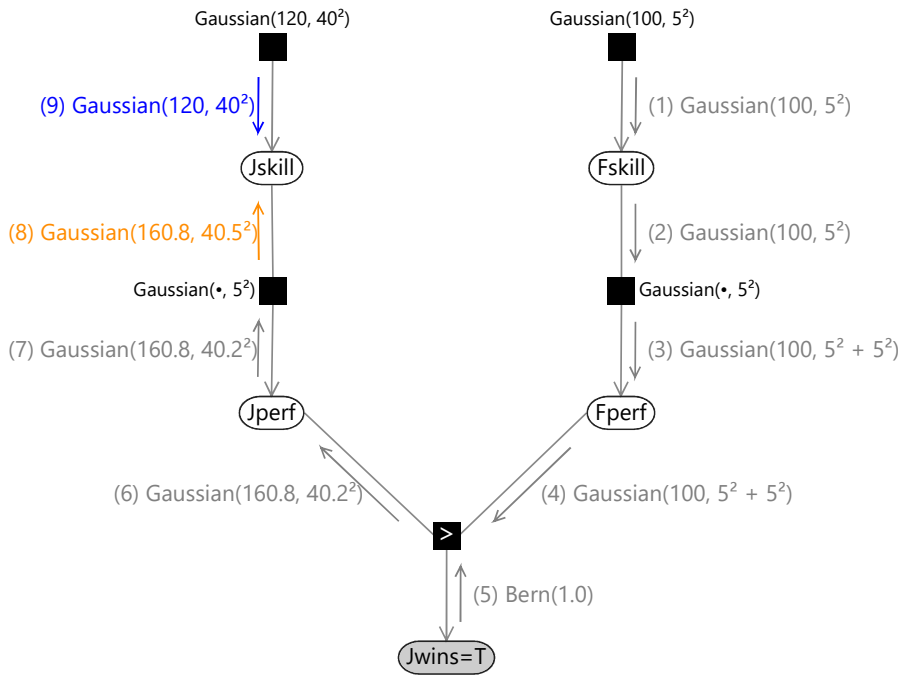 Gaussian(120, 40²)
Gaussian(100, 5²)
(9) Gaussian(120, 40²)
(1) Gaussian(100, 5²)
Jskill
Fskill
(8) Gaussian(160.8, 40.5²)
(2) Gaussian(100, 5²)
Gaussian(•, 5²)
Gaussian(•, 5²)
(7) Gaussian(160.8, 40.2²)
(3) Gaussian(100, 5² + 5²)
Jperf
Fperf
(6) Gaussian(160.8, 40.2²)
(4) Gaussian(100, 5² + 5²)
>
(5) Bern(1.0)
Jwins=T